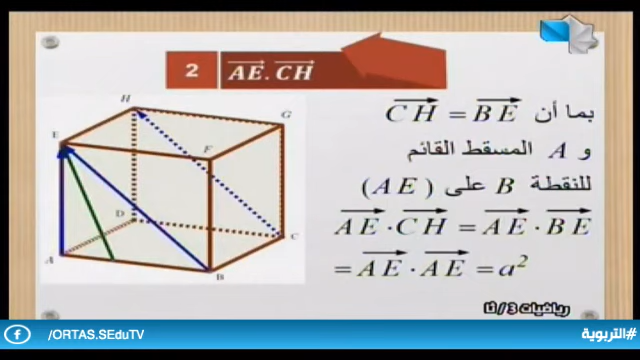 2 AE.CH
بما أن CH = BE
و A المسقط القائم
للنقطة B على (AE)
AE·CH = AE·BE
= AE·AE = a²
H
G
E
F
D
C
A
B
رياضيات 3/ثا
/ORTAS.SEduTV
#التربوية